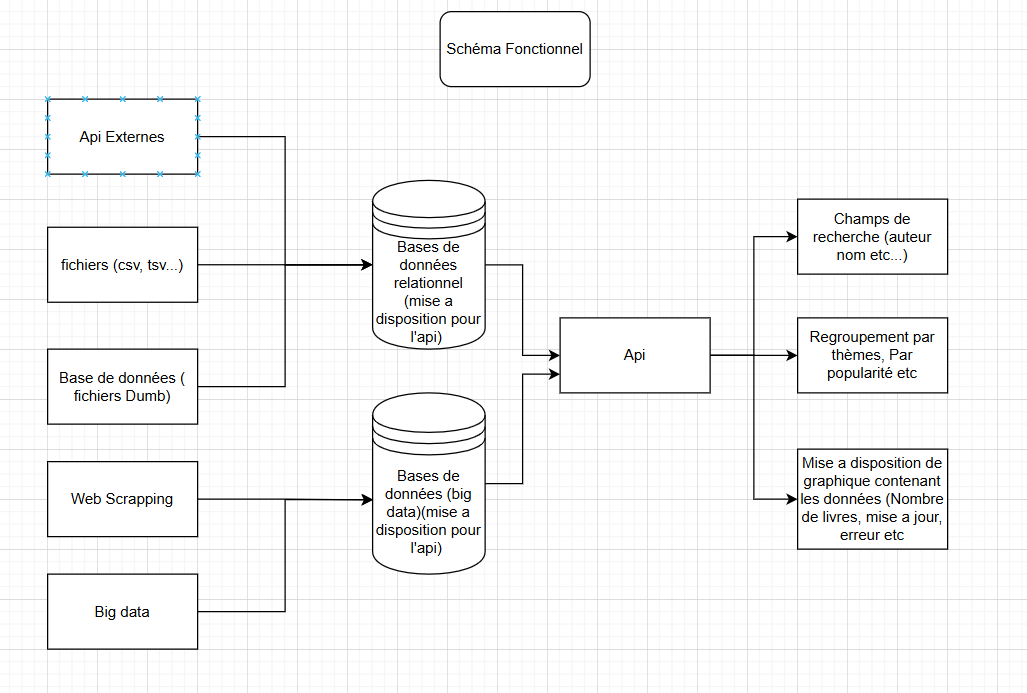 Schéma Fonctionnel
Api Externes
fichiers (csv, tsv...)
Base de données (
fichiers Dumb)
Web Scrapping
Big data
Bases de
données
relationnel
(mise a
disposition pour
l'api)
Bases de
données (big
data)(mise a
disposition pour
l'api)
Api
Champs de
recherche (auteur
nom etc...)
Regroupement par
thèmes, Par
popularité etc
Mise a disposition de
graphique contenant
les données (Nombre
de livres, mise a jour,
erreur etc